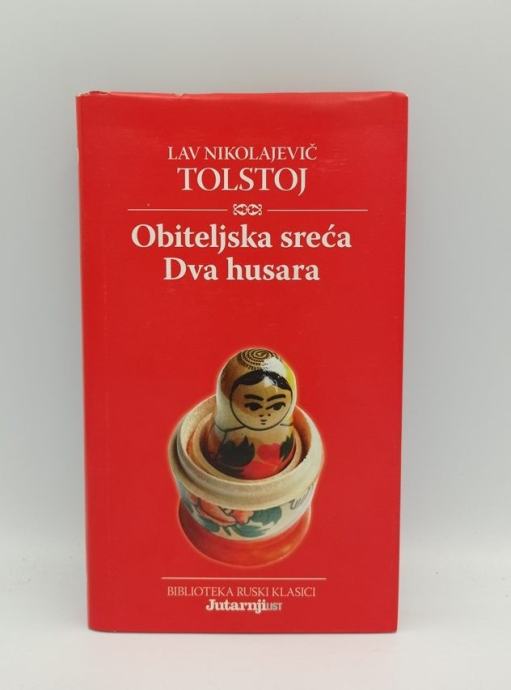 LAV NIKOLAJEVIČ
TOLSTOJ
Obiteljska sreća
Dva husara
BIBLIOTEKA RUSKI KLASICI
Jutarnji LIST